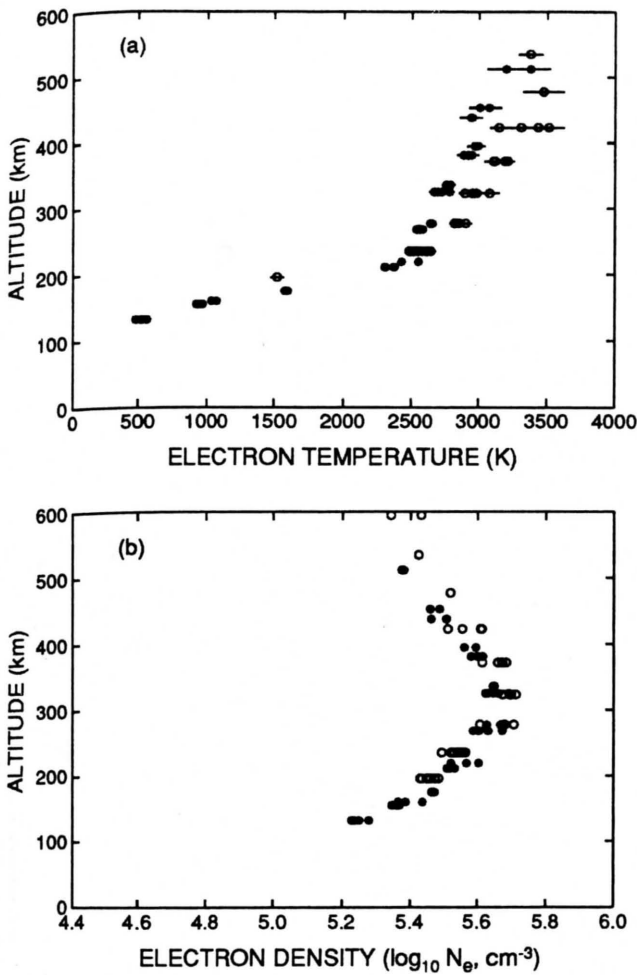 600
(a)
500
400
300
200
100
0
ALTITUDE (km)
0 500 1000 1500 2000 2500 3000 3500 4000
ELECTRON TEMPERATURE (K)
600
(b)
500
400
300
200
100
0
ALTITUDE (km)
4.4 4.6 4.8 5.0 5.2 5.4 5.6 5.8 6.0
ELECTRON DENSITY (log₁₀ Nₑ, cm⁻³)